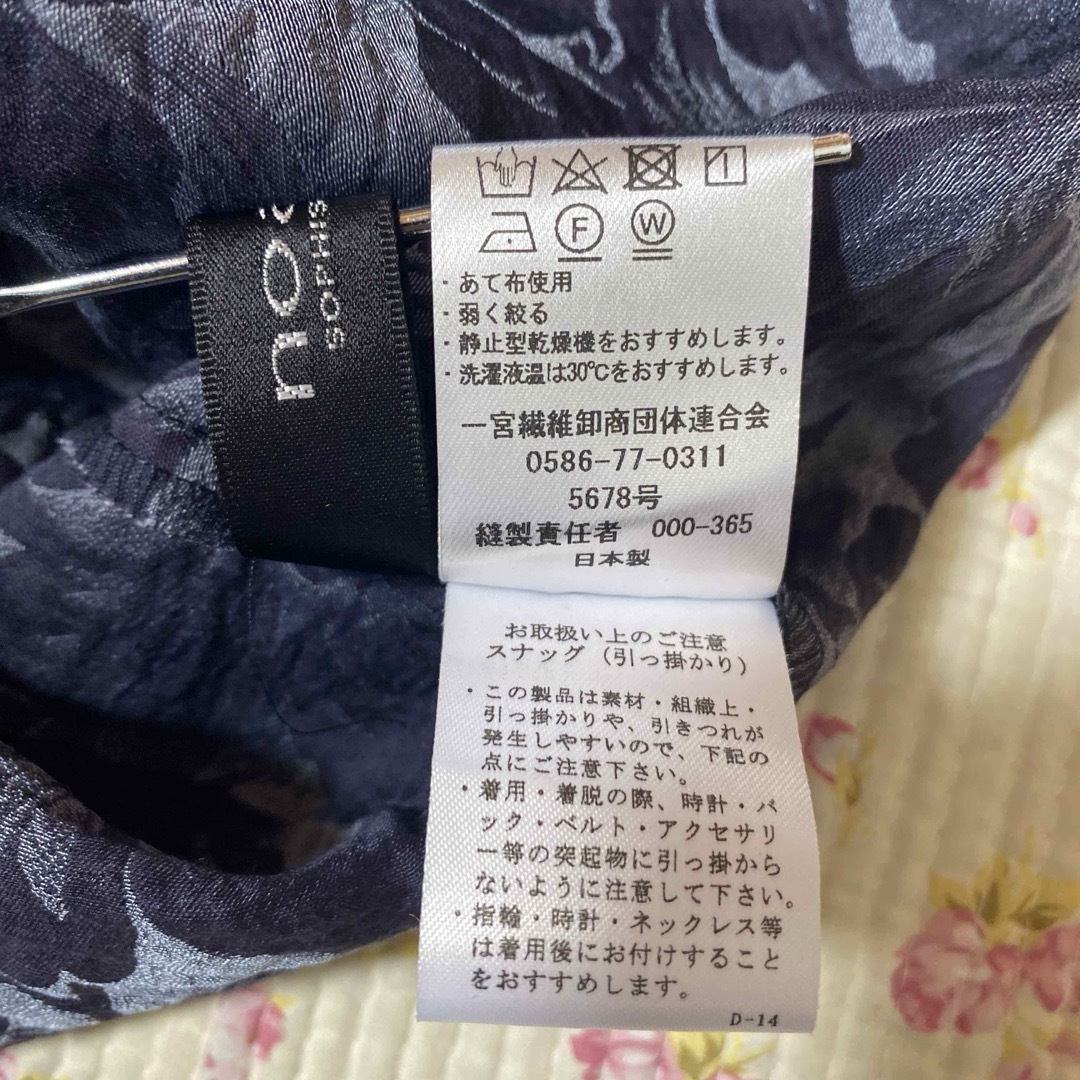 F
W
・あて布使用
・弱く絞る
・静止型乾燥機をおすすめします。
・洗濯液温は30℃をおすすめします。
一宮繊維卸商団体連合会
0586-77-0311
5678号
縫製責任者 000-365
日本製
お取扱い上のご注意
スナッグ(引っ掛かり)
・この製品は素材・組織上・
引っ掛かりや、引きつれが
発生しやすいので、下記の
点にご注意下さい。
・着用・着脱の際、時計・バ
ック・ベルト・アクセサリ
ー等の突起物に引っ掛から
ないように注意して下さい。
・指輪・時計・ネックレス等
は着用後にお付けすること
をおすすめします。
D-14